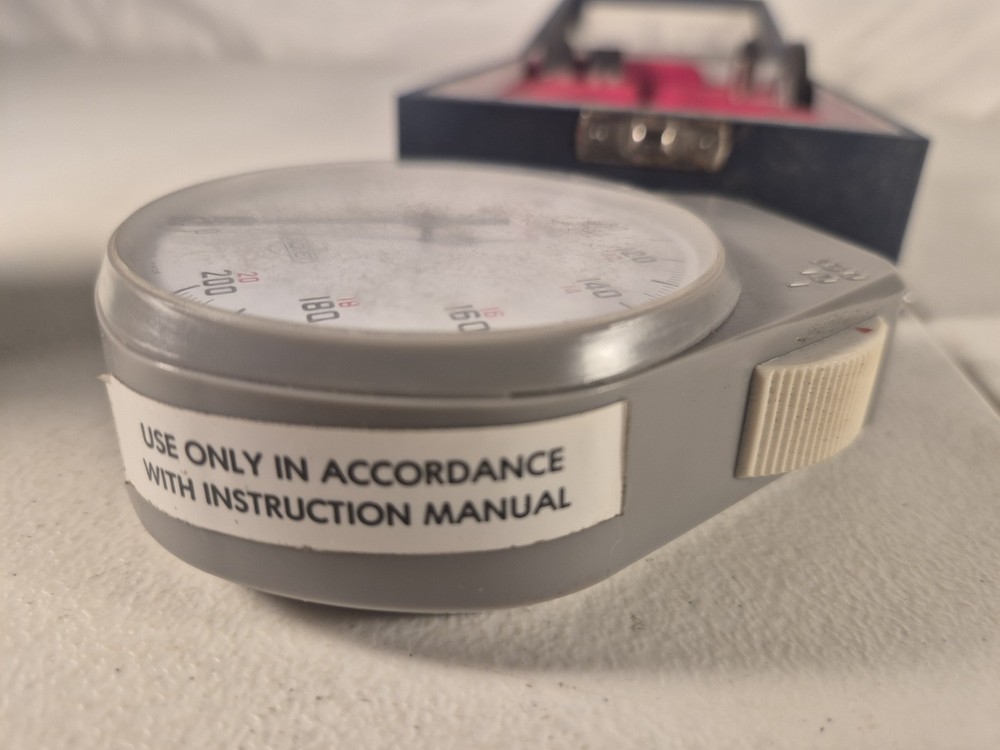 200 20 180 18 160 16 140
USE ONLY IN ACCORDANCE
WITH INSTRUCTION MANUAL